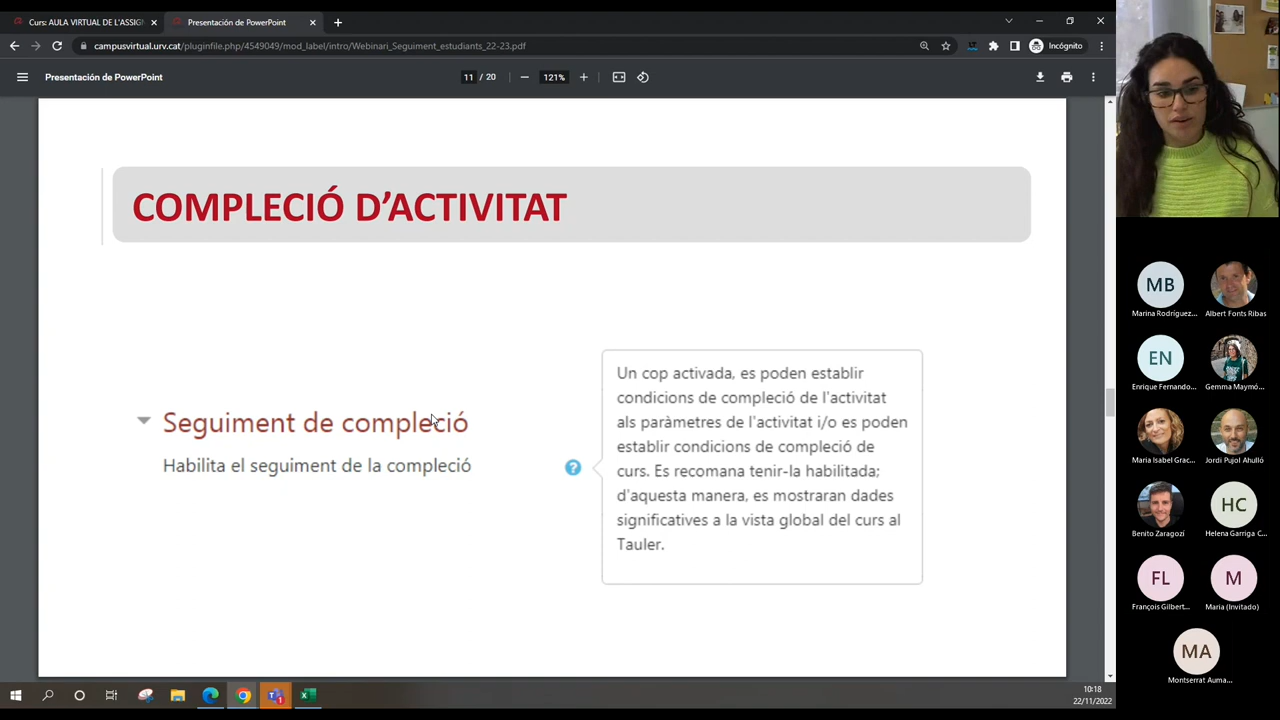 Curs: AULA VIRTUAL DE L'ASSIGN
Presentación de PowerPoint
campusvirtual.urv.cat/pluginfile.php/4549049/mod_label/intro/Webinari_Seguiment_estudiants_22-23.pdf
Incógnito
Presentación de PowerPoint
11 / 20
121%
COMPLECIÓ D'ACTIVITAT
Seguiment de compleció
Habilita el seguiment de la compleció
?
Un cop activada, es poden establir
condicions de compleció de l'activitat
als paràmetres de l'activitat i/o es poden
establir condicions de compleció de
curs. Es recomana tenir-la habilitada;
d'aquesta manera, es mostraran dades
significatives a la vista global del curs al
Tauler.
MB
Marina Rodríguez...
Albert Fonts Ribas
EN
Enrique Fernando...
Gemma Maymó...
María Isabel Grac...
Jordi Pujol Ahulló
Benito Zaragozí
HC
Helena Garriga C...
FL
François Gilbert...
M
María (Invitado)
MA
Montserrat Auma...
10:18
22/11/2022